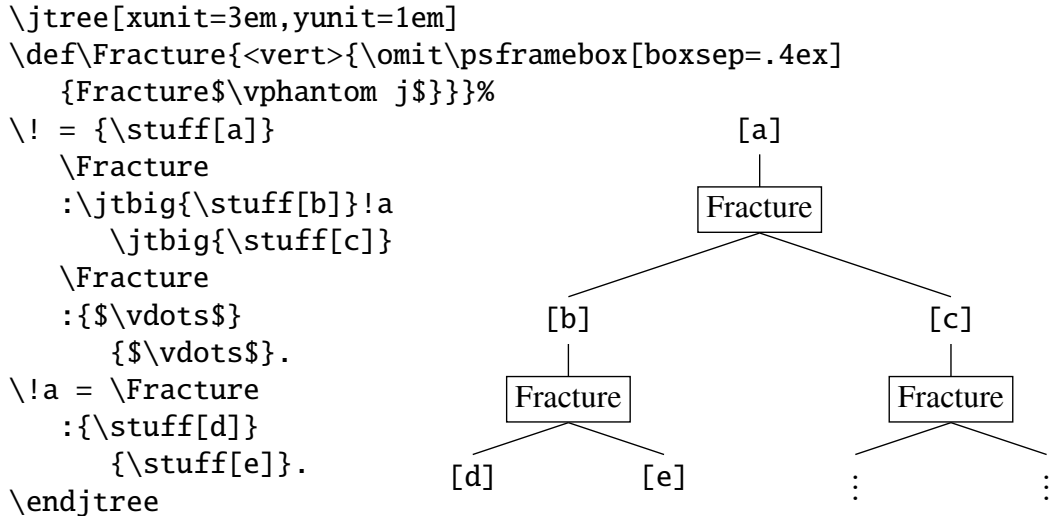 \jtree[xunit=3em,yunit=1em]
\def\Fracture{<vert>{\omit\psframebox[boxsep=.4ex]
{Fracture$\vphantom j$}}}%
\! = {\stuff[a]}
\Fracture
:\jtbig{\stuff[b]}!a
\jtbig{\stuff[c]}
\Fracture
:{$\vdots$}
{$\vdots$}.
\!a = \Fracture
:{\stuff[d]}
{\stuff[e]}.
\endjtree
[a]
Fracture
[b] [c]
Fracture Fracture
[d] [e] ⋮ ⋮